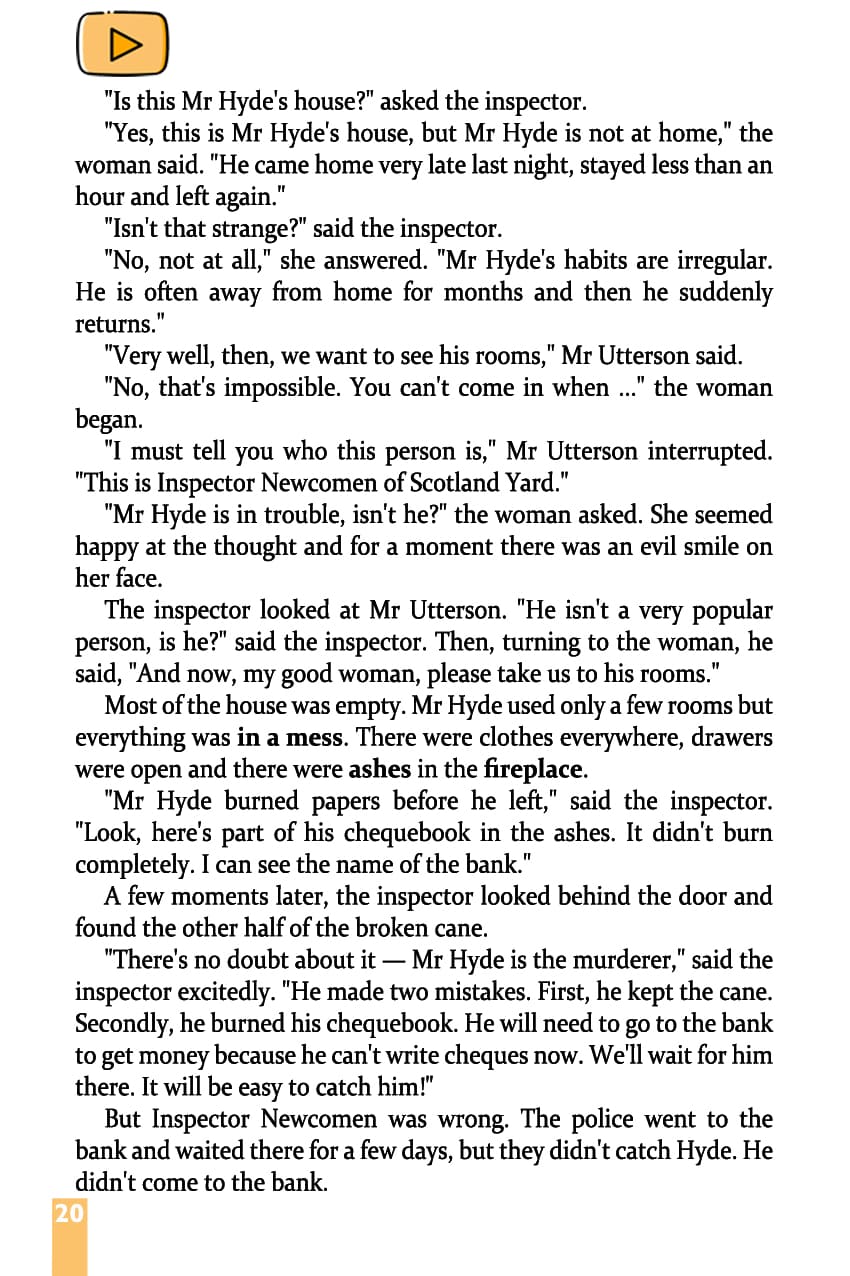 "Is this Mr Hyde's house?" asked the inspector.
"Yes, this is Mr Hyde's house, but Mr Hyde is not at home," the
woman said. "He came home very late last night, stayed less than an
hour and left again."
"Isn't that strange?" said the inspector.
"No, not at all," she answered. "Mr Hyde's habits are irregular.
He is often away from home for months and then he suddenly
returns."
"Very well, then, we want to see his rooms," Mr Utterson said.
"No, that's impossible. You can't come in when ..." the woman
began.
"I must tell you who this person is," Mr Utterson interrupted.
"This is Inspector Newcomen of Scotland Yard."
"Mr Hyde is in trouble, isn't he?" the woman asked. She seemed
happy at the thought and for a moment there was an evil smile on
her face.
The inspector looked at Mr Utterson. "He isn't a very popular
person, is he?" said the inspector. Then, turning to the woman, he
said, "And now, my good woman, please take us to his rooms."
Most of the house was empty. Mr Hyde used only a few rooms but
everything was in a mess. There were clothes everywhere, drawers
were open and there were ashes in the fireplace.
"Mr Hyde burned papers before he left," said the inspector.
"Look, here's part of his chequebook in the ashes. It didn't burn
completely. I can see the name of the bank."
A few moments later, the inspector looked behind the door and
found the other half of the broken cane.
"There's no doubt about it — Mr Hyde is the murderer," said the
inspector excitedly. "He made two mistakes. First, he kept the cane.
Secondly, he burned his chequebook. He will need to go to the bank
to get money because he can't write cheques now. We'll wait for him
there. It will be easy to catch him!"
But Inspector Newcomen was wrong. The police went to the
bank and waited there for a few days, but they didn't catch Hyde. He
didn't come to the bank.
20